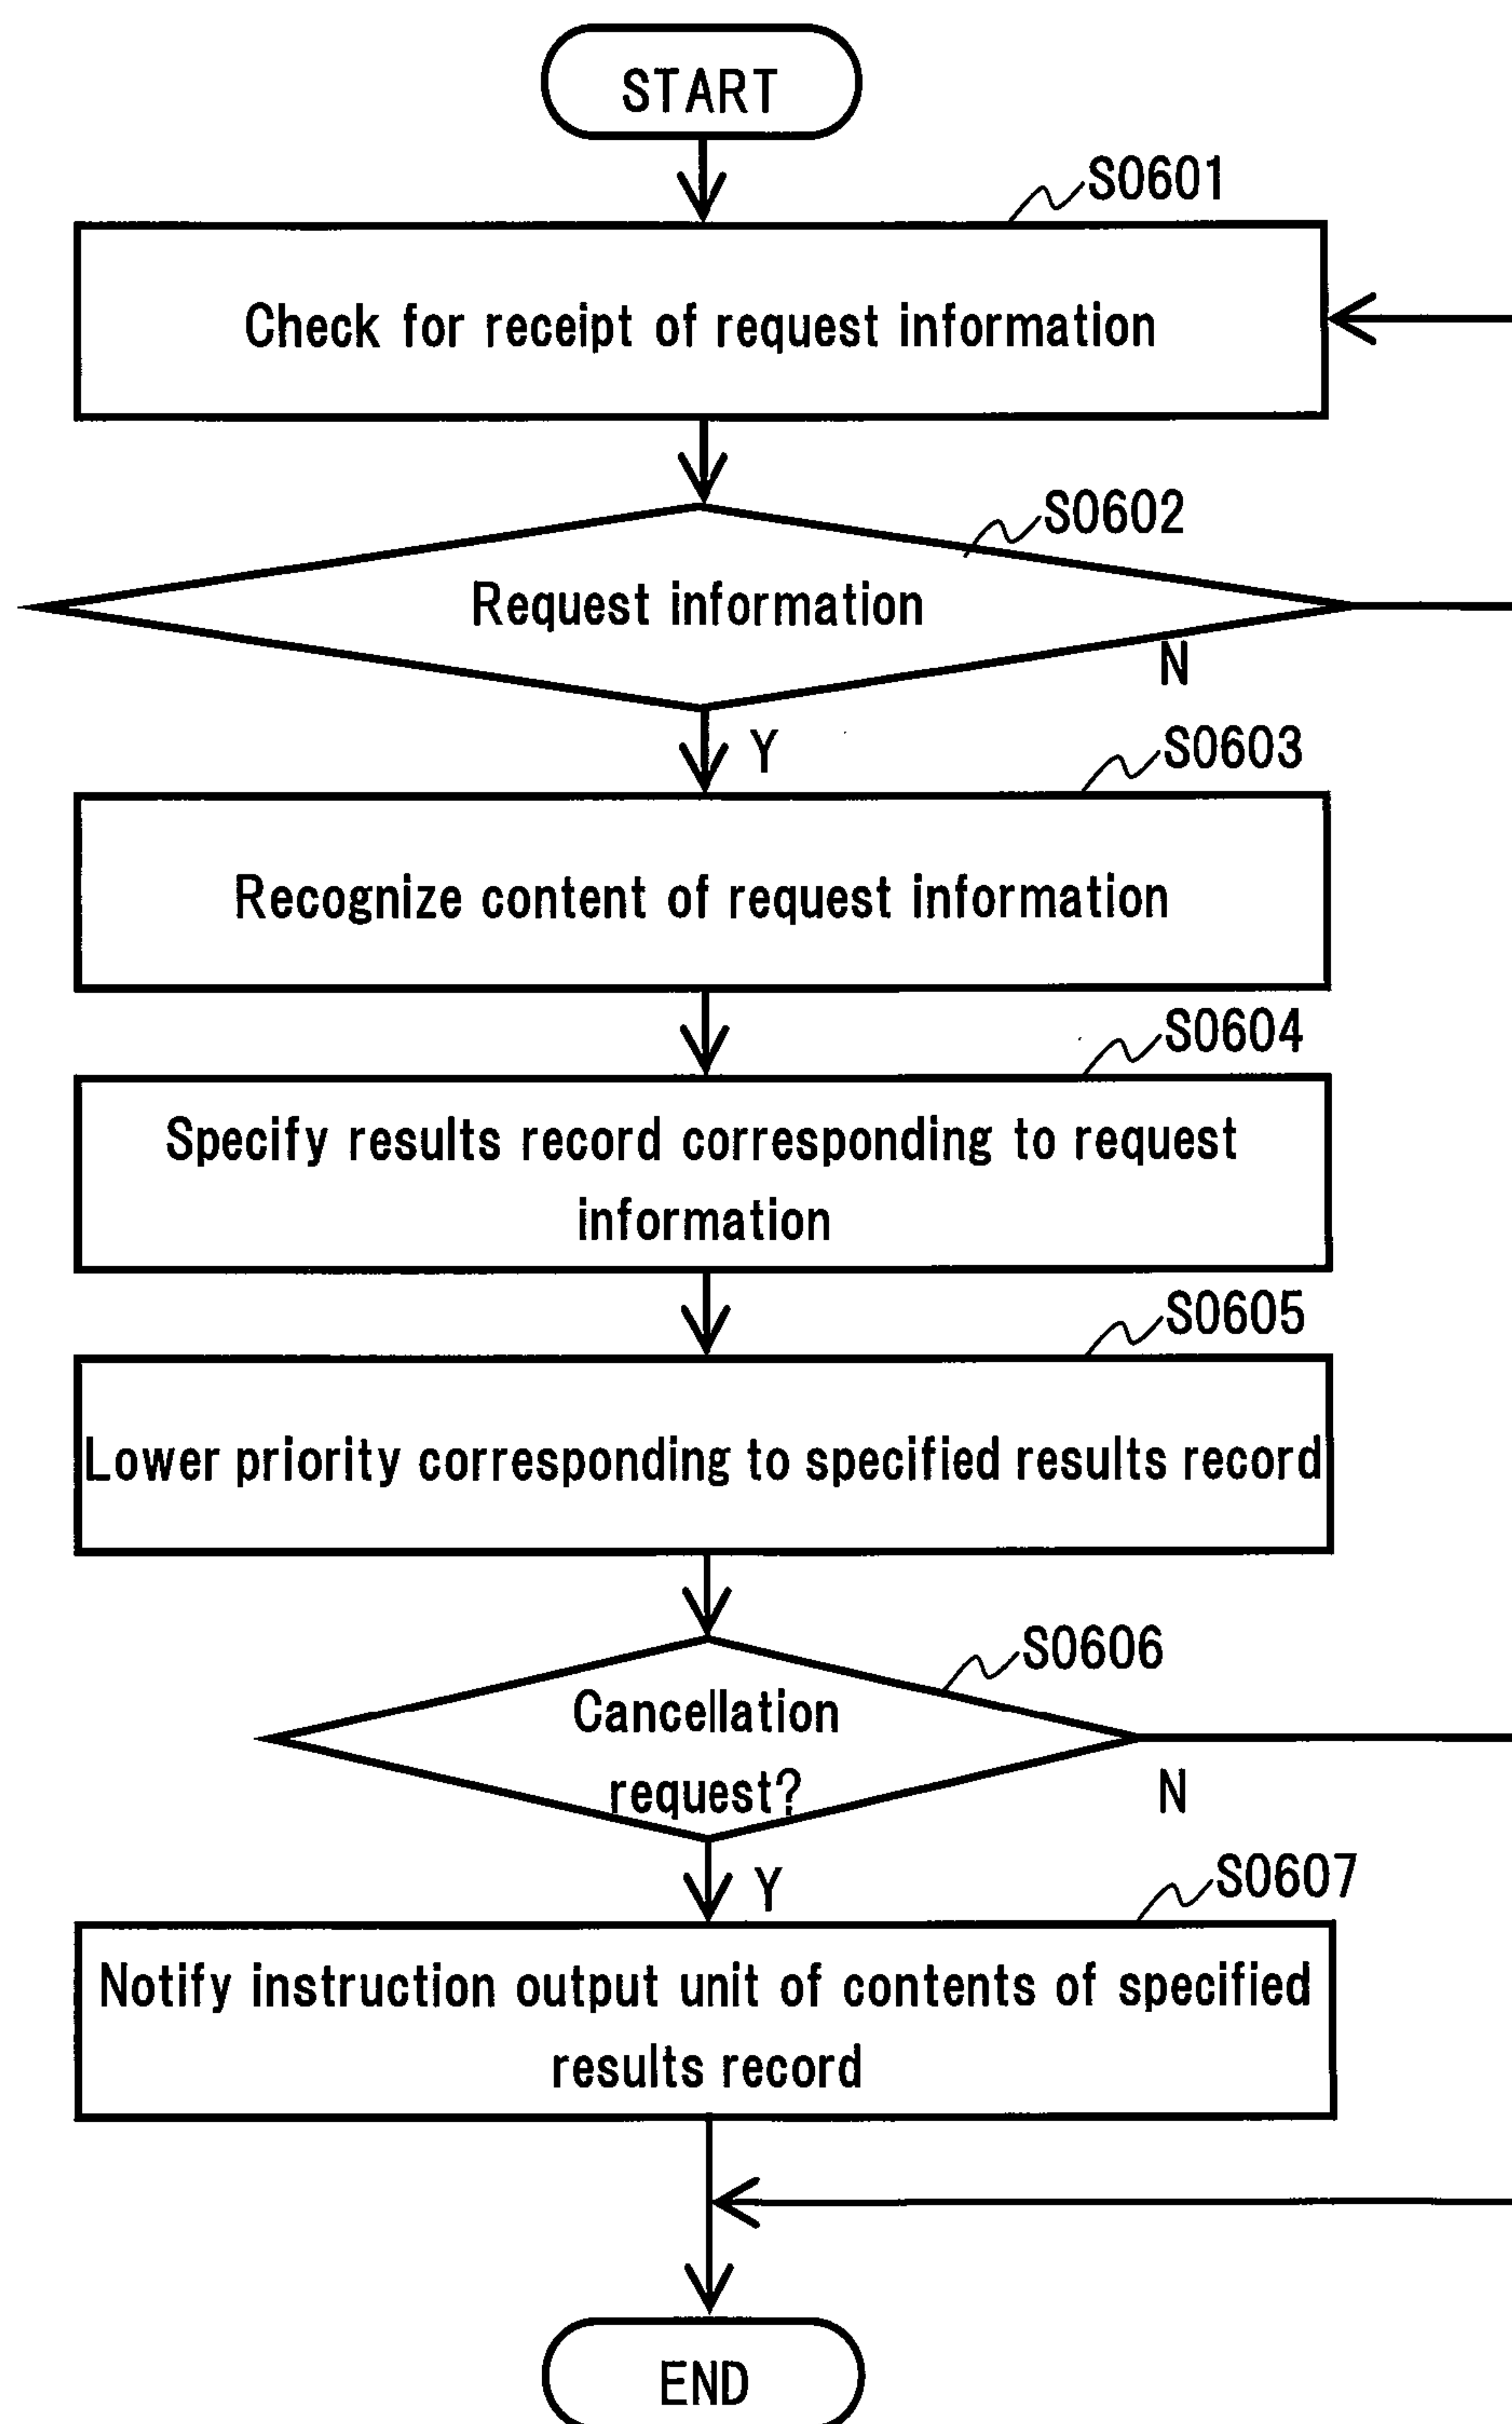 START
S0601
Check for receipt of request information
S0602
Request information
N
Y
S0603
Recognize content of request information
S0604
Specify results record corresponding to request
information
S0605
Lower priority corresponding to specified results record
S0606
Cancellation
request?
N
Y
S0607
Notify instruction output unit of contents of specified
results record
END